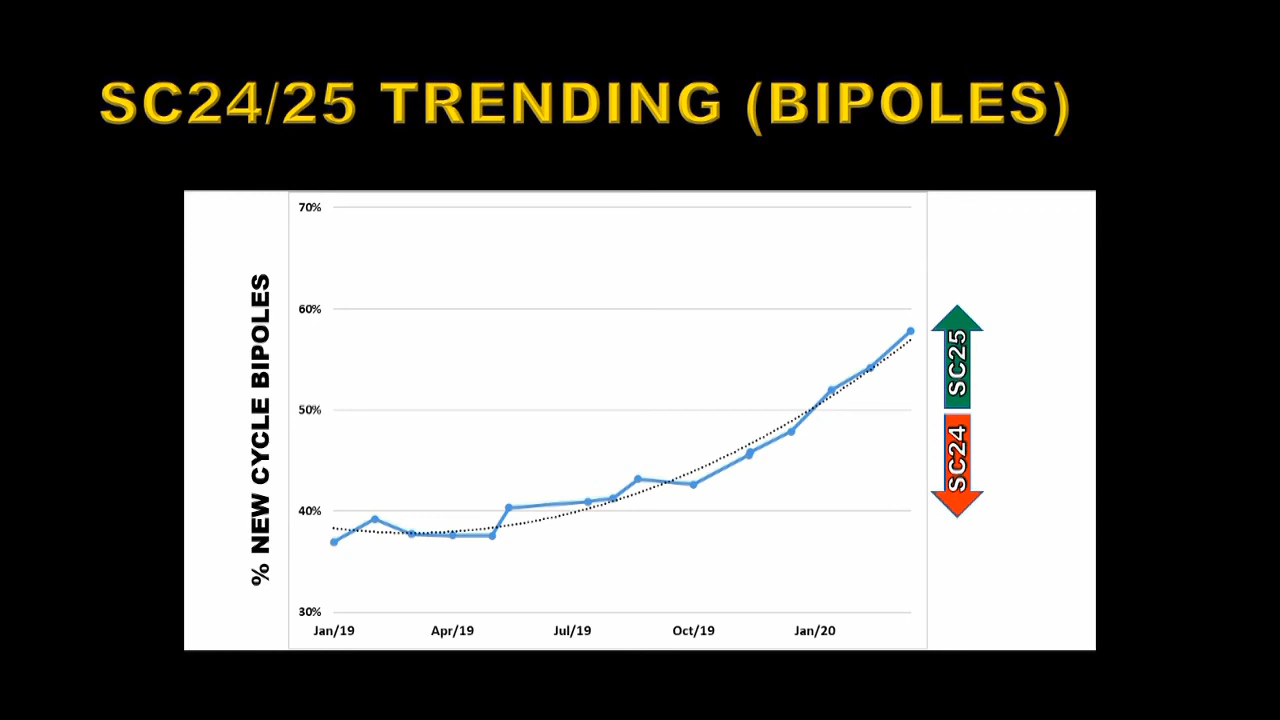 SC24/25 TRENDING (BIPOLES)
% NEW CYCLE BIPOLES
70%
60%
50%
40%
30%
Jan/19 Apr/19 Jul/19 Oct/19 Jan/20
SC25
SC24